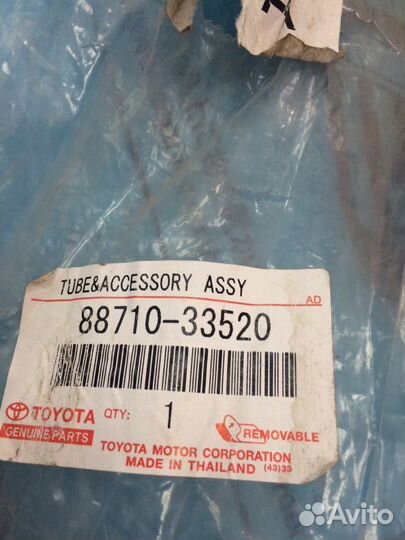 TUBE&ACCESSORY ASSY
AD
88710-33520
TOYOTA QTY: 1 REMOVABLE
GENUINE PARTS
TOYOTA MOTOR CORPORATION
MADE IN THAILAND (43)33
Avito